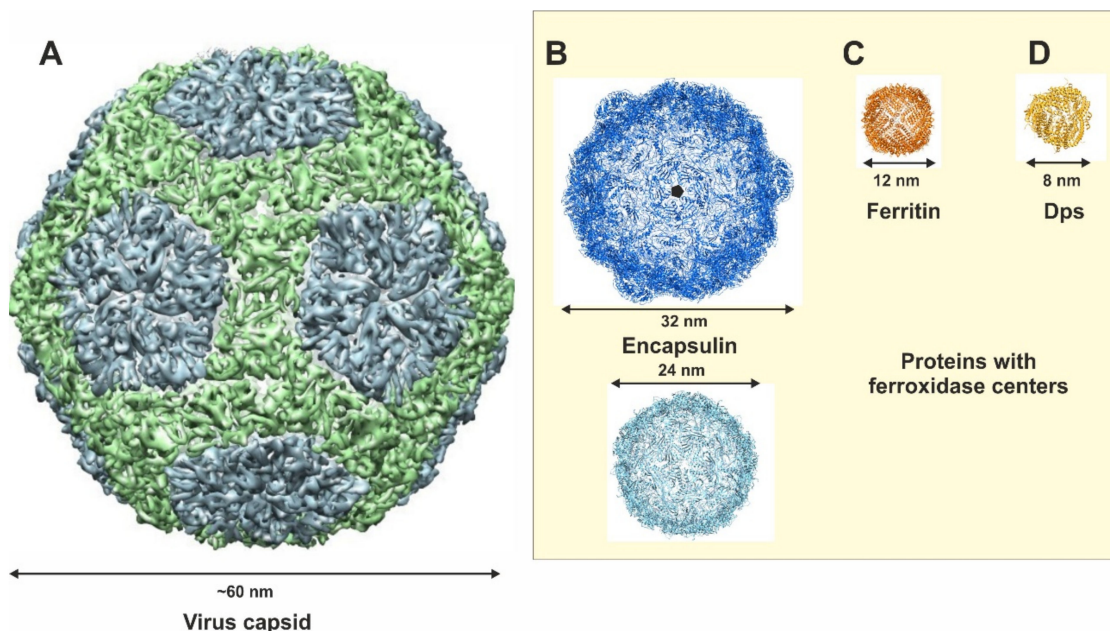 A
~60 nm
Virus capsid
B
32 nm
Encapsulin
24 nm
C
12 nm
Ferritin
D
8 nm
Dps
Proteins with
ferroxidase centers